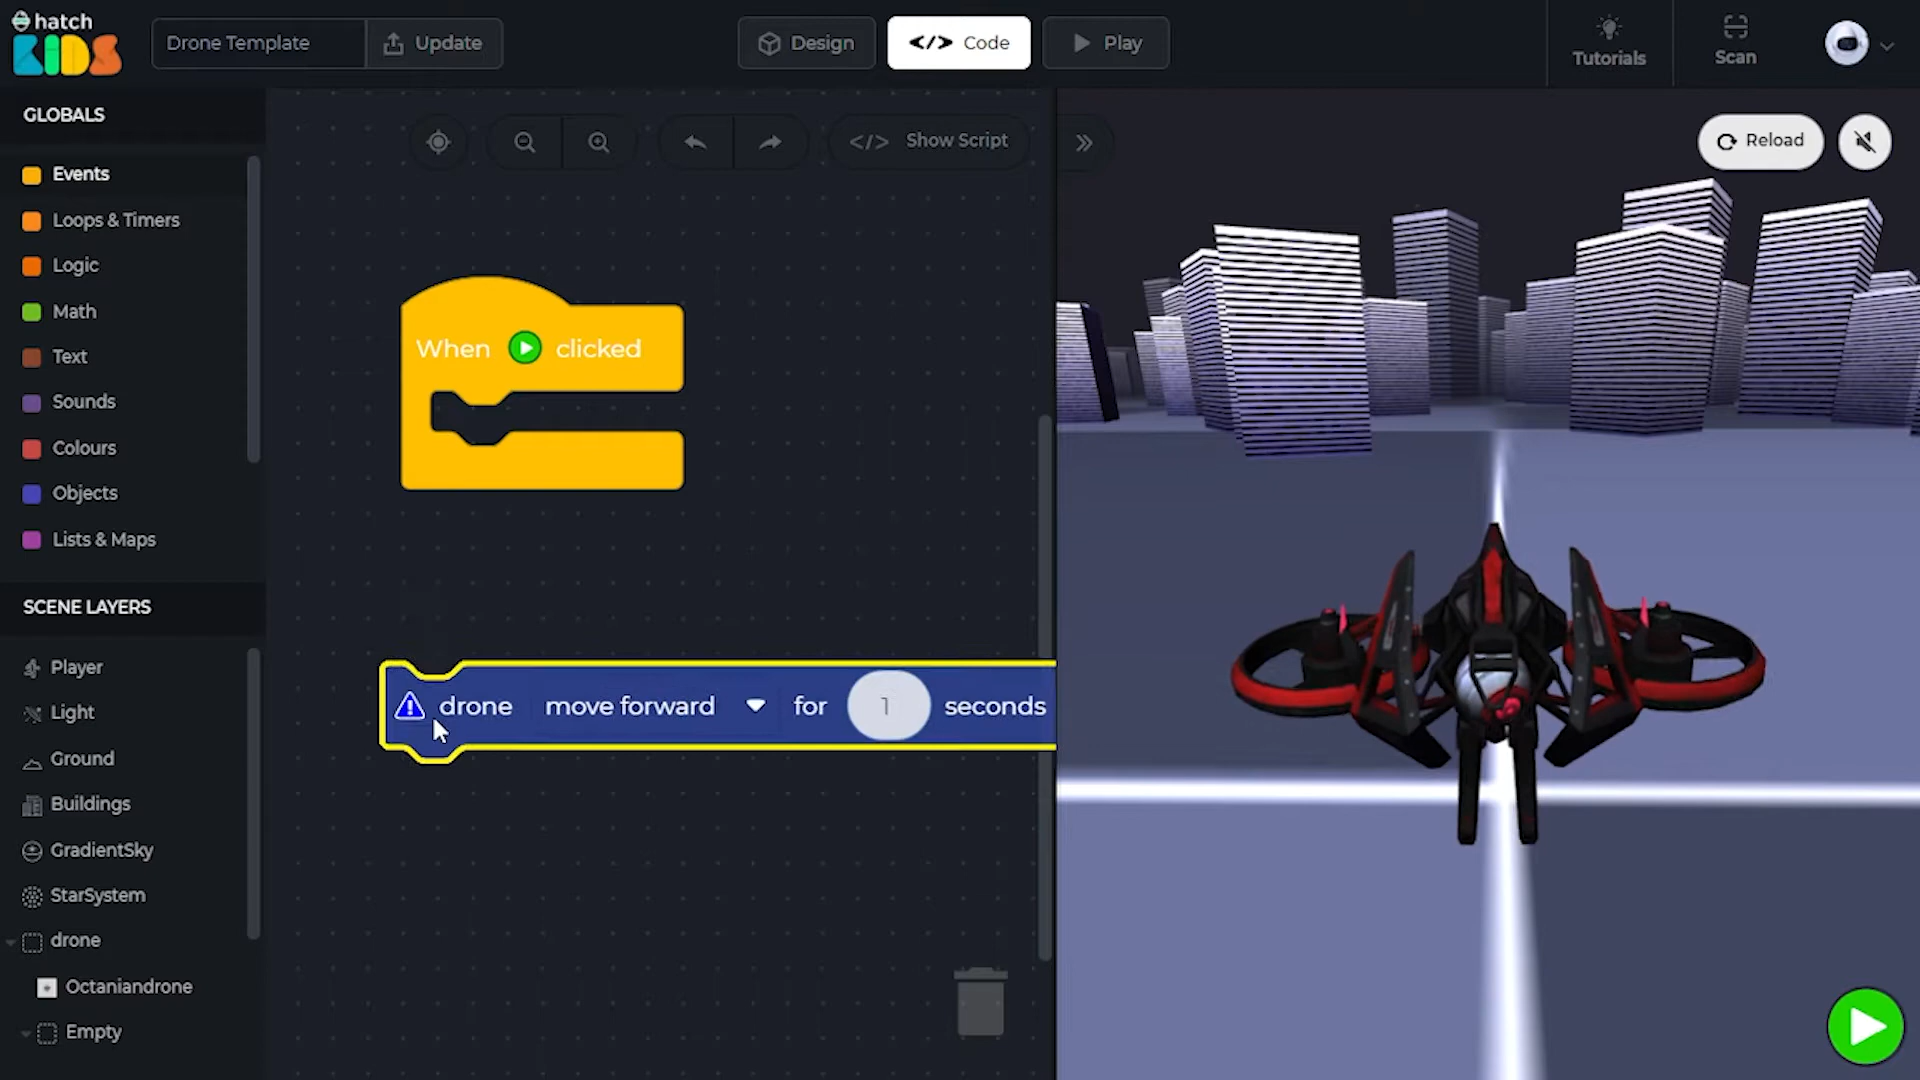 hatch
KIDS
Drone Template
Update
Design
</> Code
Play
Tutorials
Scan
GLOBALS
Events
Loops & Timers
Logic
Math
Text
Sounds
Colours
Objects
Lists & Maps
SCENE LAYERS
Player
Light
Ground
Buildings
GradientSky
StarSystem
drone
Octaniandrone
Empty
</> Show Script
Reload
When clicked
drone move forward for 1 seconds